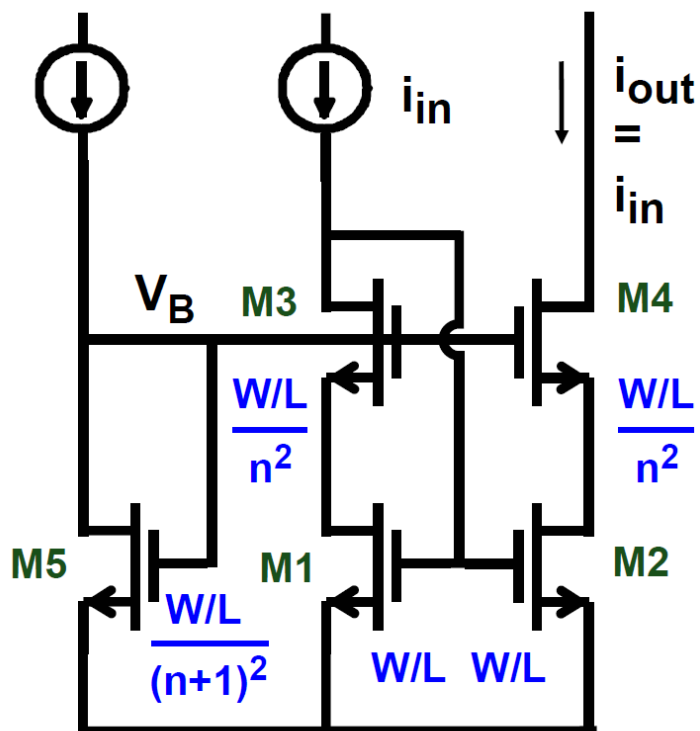 i_in
i_out
=
i_in
V_B
M3
M4
W/L
n²
W/L
n²
M5
M1
M2
W/L
(n+1)²
W/L
W/L